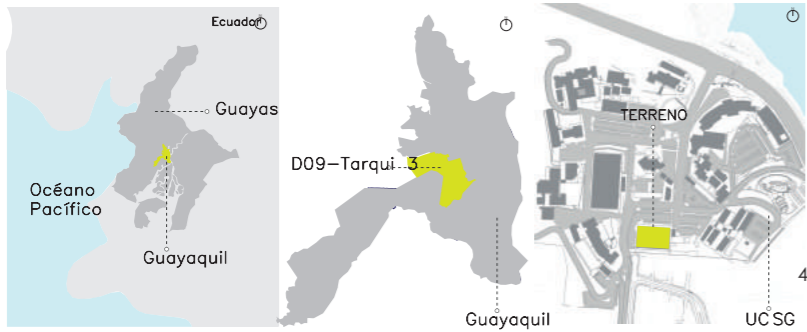 Ecuador
Guayas
Océano
Pacífico
Guayaquil
D09-Tarqui 3
Guayaquil
TERRENO
UCSG
4